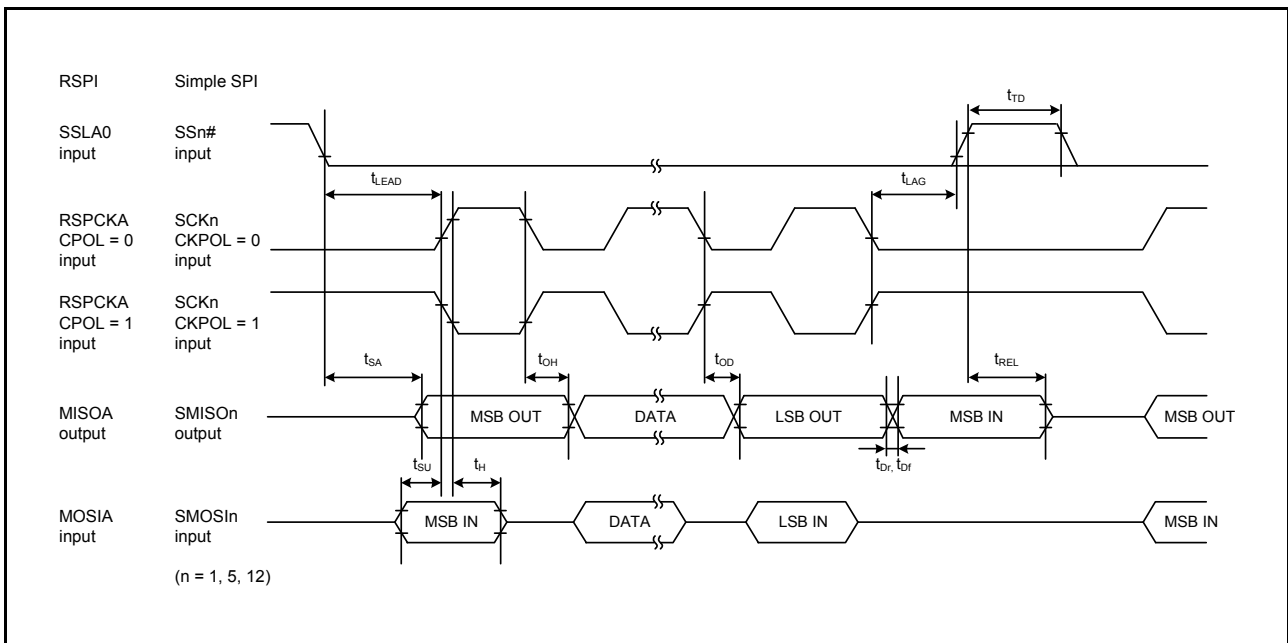 RSPI Simple SPI
tTD
SSLA0 SSn#
input input
tLEAD tLAG
RSPCKA SCKn
CPOL = 0 CKPOL = 0
input input
RSPCKA SCKn
CPOL = 1 CKPOL = 1
input input
tSA tOH tOD tREL
MISOA SMISOn
output output
MSB OUT DATA LSB OUT MSB IN MSB OUT
tSU tH tDr, tDf
MOSIA SMOSIn
input input
MSB IN DATA LSB IN MSB IN
(n = 1, 5, 12)